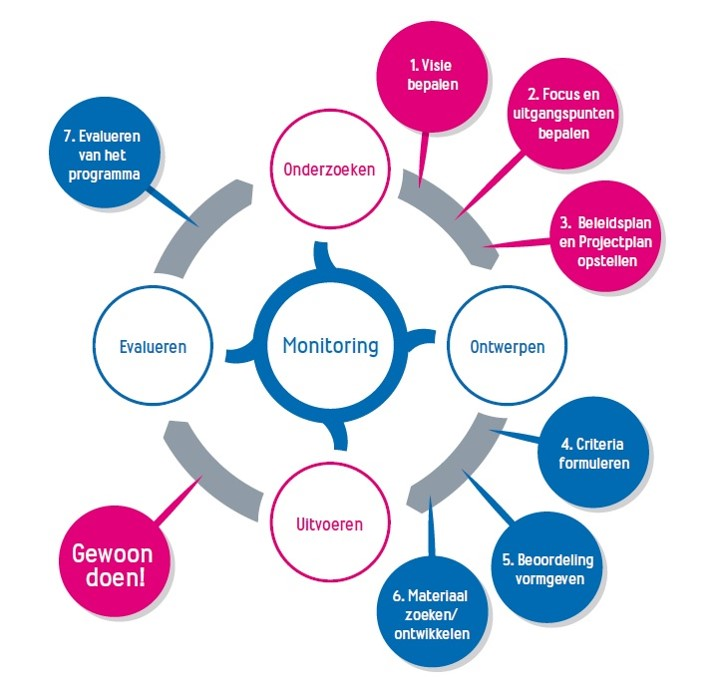 1. Visie
bepalen
2. Focus en
uitgangspunten
bepalen
3. Beleidsplan
en Projectplan
opstellen
Onderzoeken
7. Evalueren
van het
programma
Evalueren
Monitoring
Ontwerpen
4. Criteria
formuleren
5. Beoordeling
vormgeven
6. Materiaal
zoeken/
ontwikkelen
Uitvoeren
Gewoon
doen!